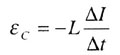 ε_C = −L ΔI/Δt